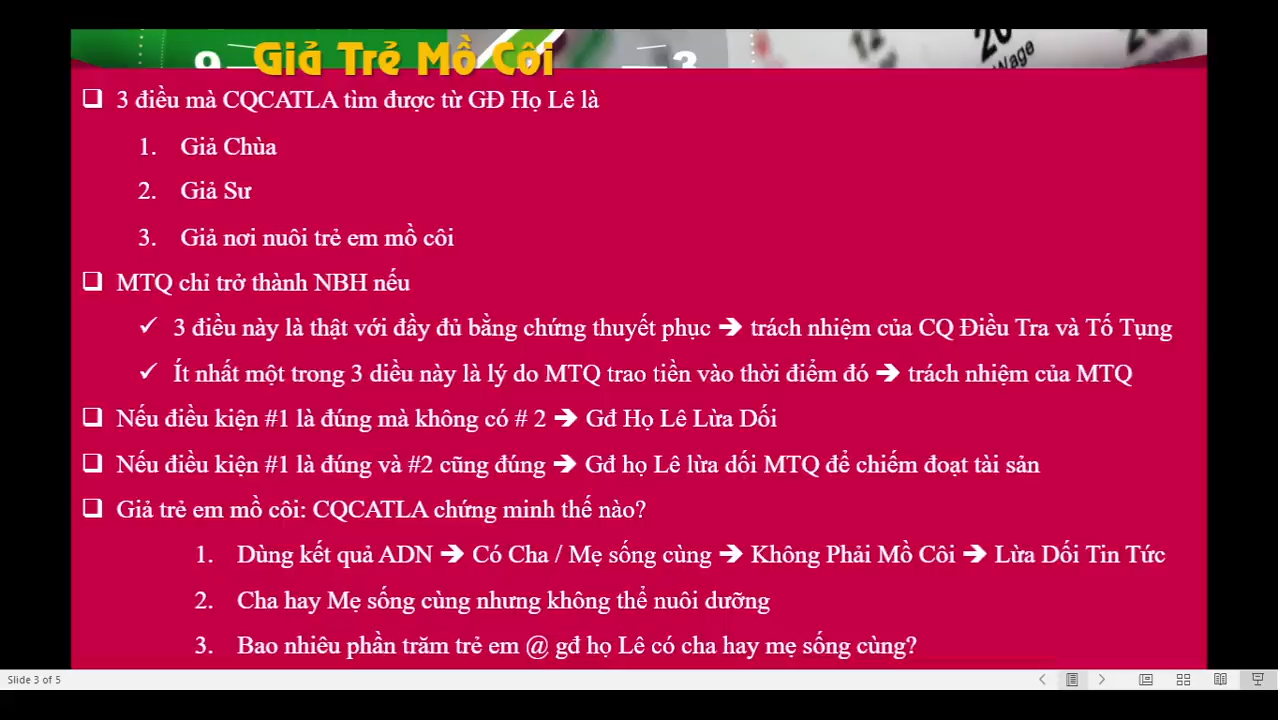 9 3 12 20 20
Wage
Giả Trẻ Mồ Côi
❑ 3 điều mà CQCATLA tìm được từ GĐ Họ Lê là
1. Giả Chùa
2. Giả Sư
3. Giả nơi nuôi trẻ em mồ côi
❑ MTQ chỉ trở thành NBH nếu
✓ 3 điều này là thật với đầy đủ bằng chứng thuyết phục ➔ trách nhiệm của CQ Điều Tra và Tố Tụng
✓ Ít nhất một trong 3 diều này là lý do MTQ trao tiền vào thời điểm đó ➔ trách nhiệm của MTQ
❑ Nếu điều kiện #1 là đúng mà không có # 2 ➔ Gđ Họ Lê Lừa Dối
❑ Nếu điều kiện #1 là đúng và #2 cũng đúng ➔ Gđ họ Lê lừa dối MTQ để chiếm đoạt tài sản
❑ Giả trẻ em mồ côi: CQCATLA chứng minh thế nào?
1. Dùng kết quả ADN ➔ Có Cha / Mẹ sống cùng ➔ Không Phải Mồ Côi ➔ Lừa Dối Tin Tức
2. Cha hay Mẹ sống cùng nhưng không thể nuôi dưỡng
3. Bao nhiêu phần trăm trẻ em @ gđ họ Lê có cha hay mẹ sống cùng?
Slide 3 of 5